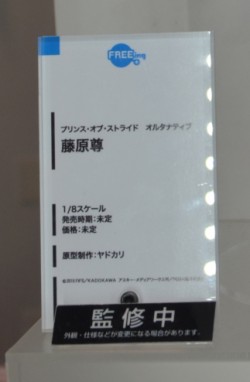 FREEing
プリンス・オブ・ストライド オルタナティブ
藤原尊
1/8スケール
発売時期:未定
価格:未定
原型制作:ヤドカリ
監修中
外観・仕様などが変更になる場合があります。